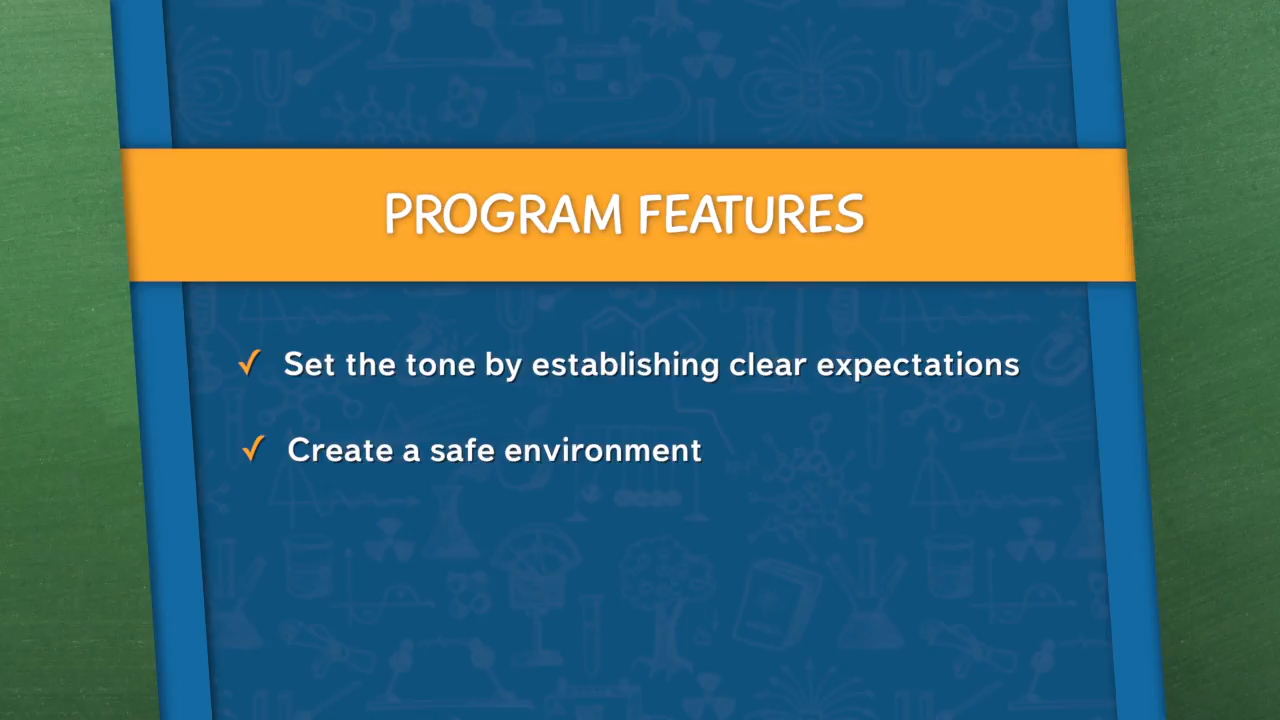 PROGRAM FEATURES
✓ Set the tone by establishing clear expectations
✓ Create a safe environment